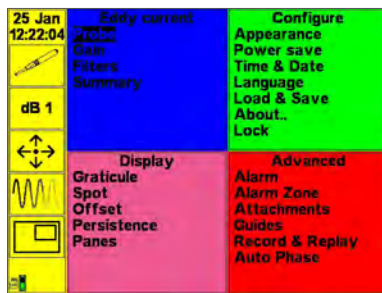 25 Jan
12:22:04
dB 1
Eddy current
Probe
Gain
Filters
Summary
Configure
Appearance
Power save
Time & Date
Language
Load & Save
About..
Lock
Display
Graticule
Spot
Offset
Persistence
Panes
Advanced
Alarm
Alarm Zone
Attachments
Guides
Record & Replay
Auto Phase